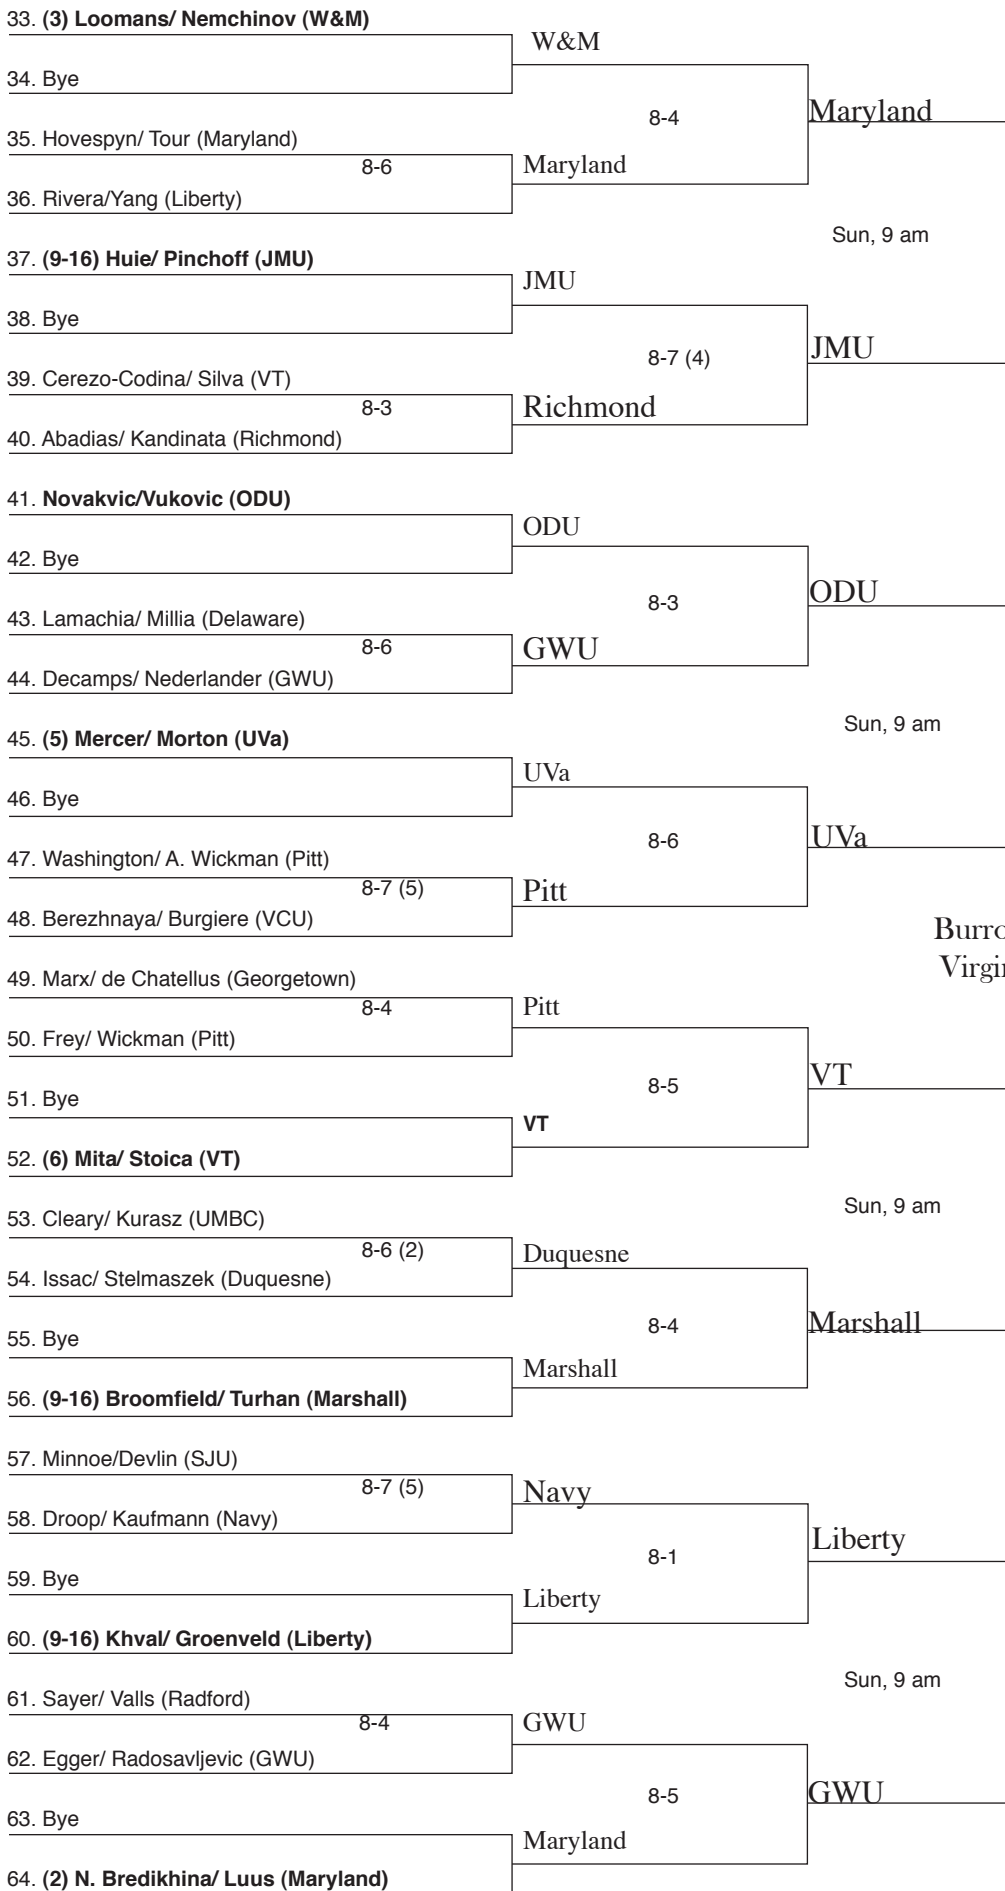 33. (3) Loomans/ Nemchinov (W&M)
W&M
34. Bye
8-4
Maryland
35. Hovespyn/ Tour (Maryland)
8-6
Maryland
36. Rivera/Yang (Liberty)
Sun, 9 am
37. (9-16) Huie/ Pinchoff (JMU)
JMU
38. Bye
8-7 (4)
JMU
39. Cerezo-Codina/ Silva (VT)
8-3
Richmond
40. Abadias/ Kandinata (Richmond)
41. Novakvic/Vukovic (ODU)
ODU
42. Bye
8-3
ODU
43. Lamachia/ Millia (Delaware)
8-6
GWU
44. Decamps/ Nederlander (GWU)
Sun, 9 am
45. (5) Mercer/ Morton (UVa)
UVa
46. Bye
8-6
UVa
47. Washington/ A. Wickman (Pitt)
8-7 (5)
Pitt
48. Berezhnaya/ Burgiere (VCU)
Burro
Virgin
49. Marx/ de Chatellus (Georgetown)
8-4
Pitt
50. Frey/ Wickman (Pitt)
8-5
VT
51. Bye
VT
52. (6) Mita/ Stoica (VT)
Sun, 9 am
53. Cleary/ Kurasz (UMBC)
8-6 (2)
Duquesne
54. Issac/ Stelmaszek (Duquesne)
8-4
Marshall
55. Bye
Marshall
56. (9-16) Broomfield/ Turhan (Marshall)
57. Minnoe/Devlin (SJU)
8-7 (5)
Navy
58. Droop/ Kaufmann (Navy)
8-1
Liberty
59. Bye
Liberty
60. (9-16) Khval/ Groenveld (Liberty)
Sun, 9 am
61. Sayer/ Valls (Radford)
8-4
GWU
62. Egger/ Radosavljevic (GWU)
8-5
GWU
63. Bye
Maryland
64. (2) N. Bredikhina/ Luus (Maryland)